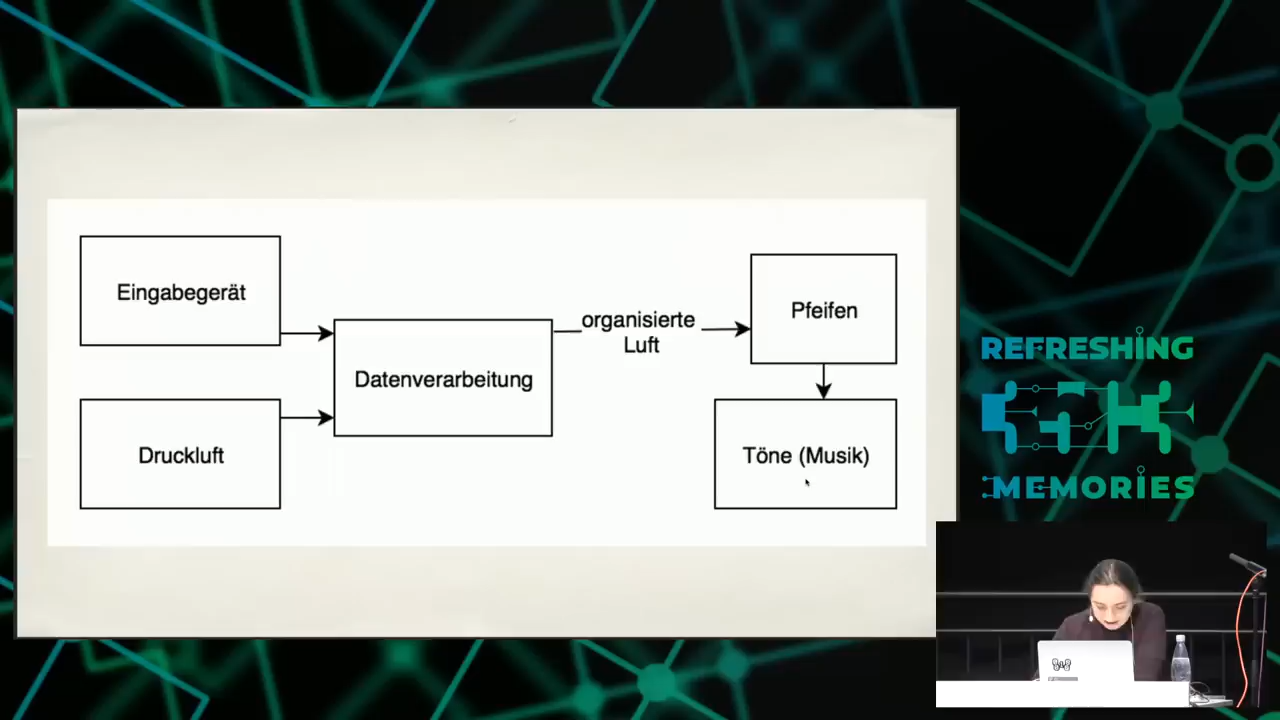 Eingabegerät
Druckluft
Datenverarbeitung
organisierte
Luft
Pfeifen
Töne (Musik)
REFRESHING
MEMORIES